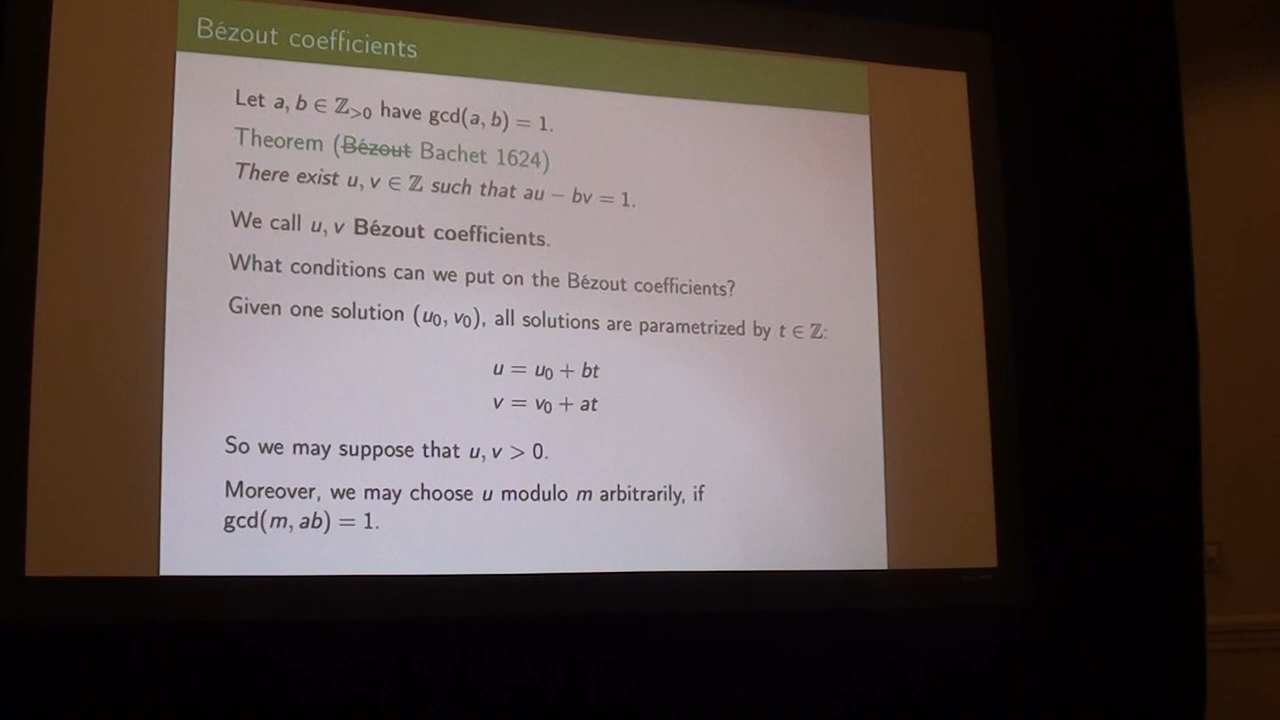 Bézout coefficients
Let a, b ∈ ℤ>0 have gcd(a, b) = 1.
Theorem (Bézout Bachet 1624)
There exist u, v ∈ ℤ such that au − bv = 1.
We call u, v Bézout coefficients.
What conditions can we put on the Bézout coefficients?
Given one solution (u₀, v₀), all solutions are parametrized by t ∈ ℤ:
u = u₀ + bt
v = v₀ + at
So we may suppose that u, v > 0.
Moreover, we may choose u modulo m arbitrarily, if
gcd(m, ab) = 1.